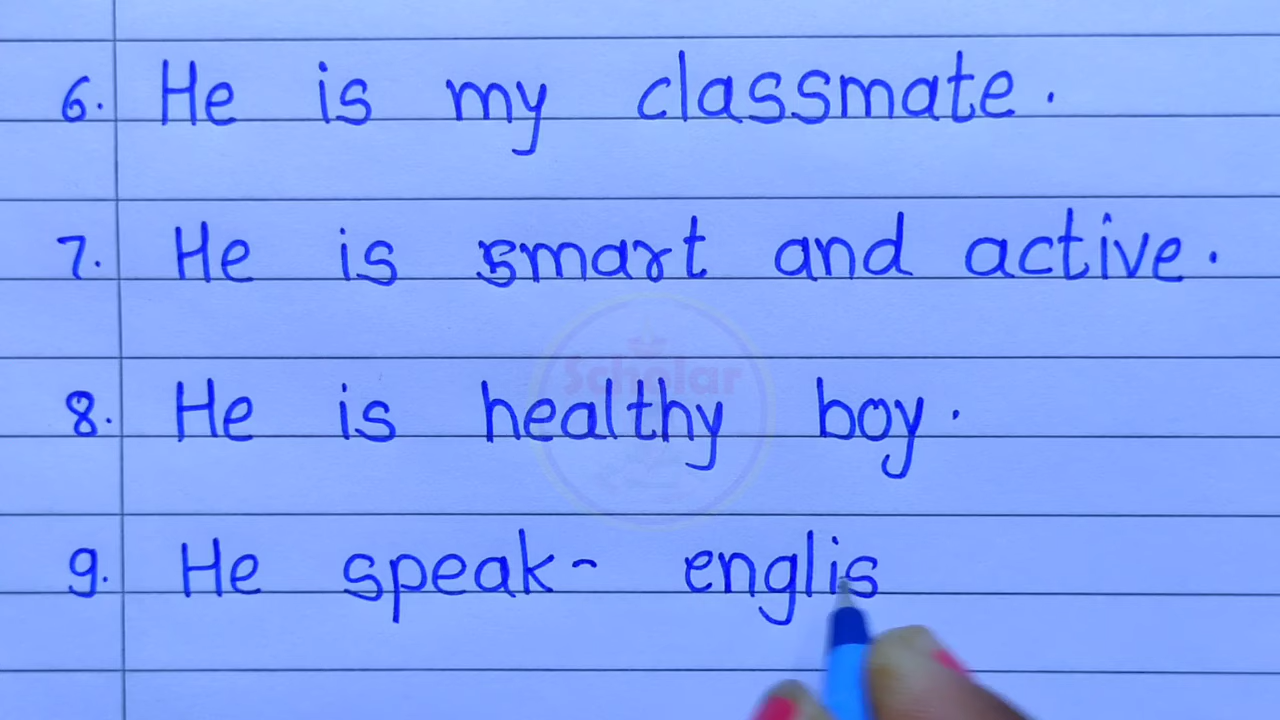 6. He is my classmate.
7. He is smart and active.
Scholar
8. He is healthy boy.
9. He speak- englis